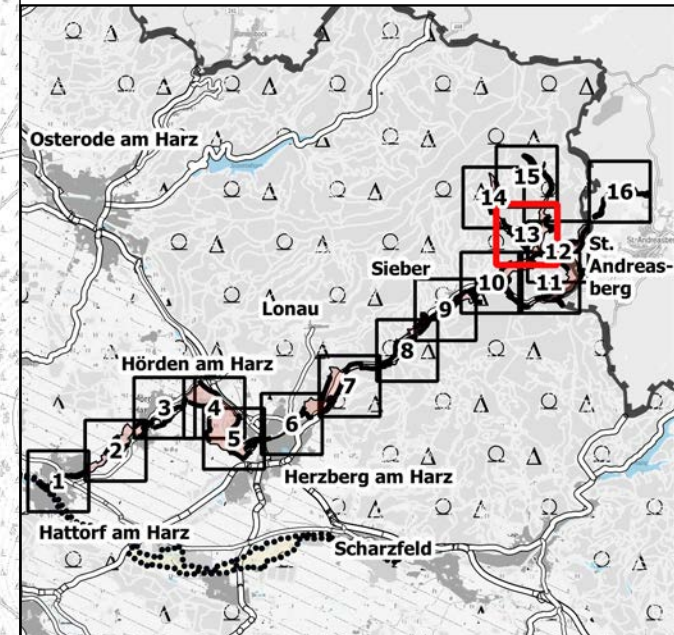 Osterode am Harz
15
16
14
13
12
St.
Andreas-
berg
Sieber
10
11
9
Lonau
8
Hörden am Harz
7
3
4
6
5
2
1
Herzberg am Harz
Hattorf am Harz
Scharzfeld